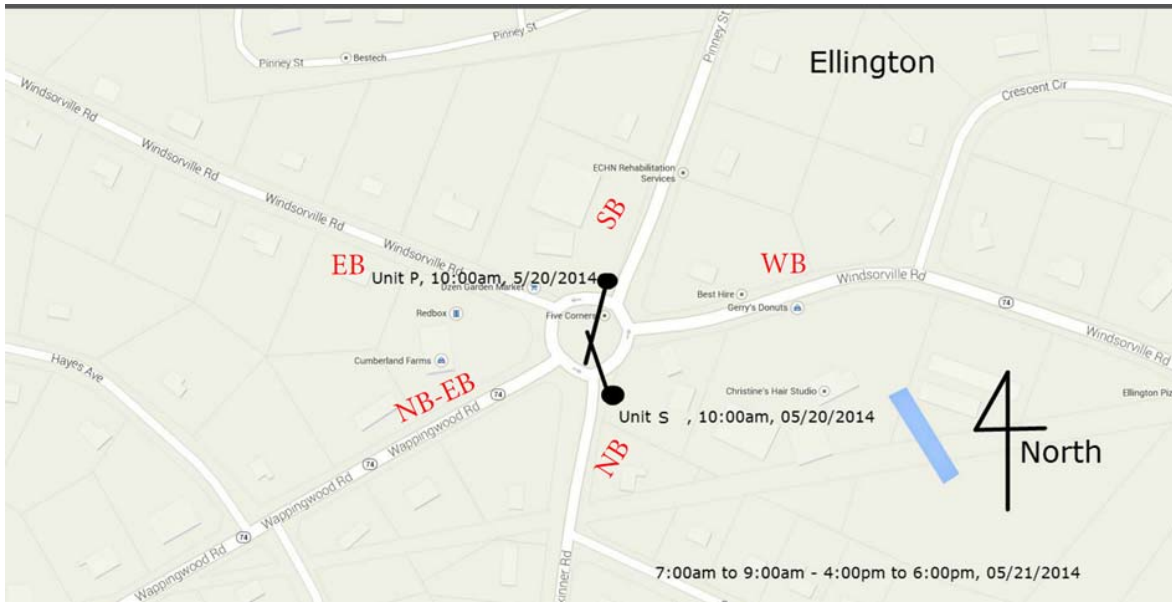 Pinney St
Pinney St
Bestech
Pinney St
Ellington
Crescent Cir
Windsorville Rd
Windsorville Rd
ECHN Rehabilitation
Services
Windsorville Rd
SB
Windsorville Rd
EB
WB
Unit P, 10:00am, 5/20/2014
Dzen Garden Market
Windsorville Rd
Best Hire
74
Redbox
Five Corners
Gerry's Donuts
Windsorville Rd
Hayes Ave
Cumberland Farms
NB-EB
74
Christine's Hair Studio
Ellington Piz
Wappingwood Rd
Unit S , 10:00am, 05/20/2014
North
74
NB
Wappingwood Rd
74
Wappingwood Rd
kinner Rd
7:00am to 9:00am - 4:00pm to 6:00pm, 05/21/2014